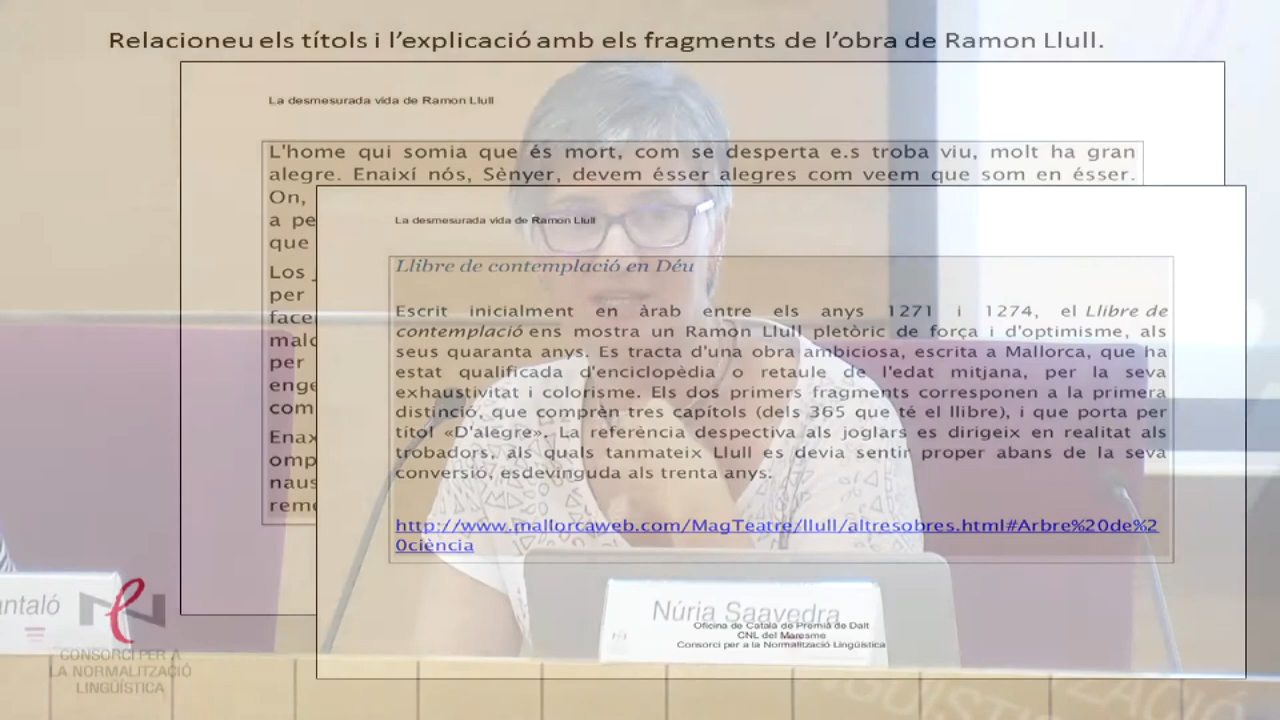 Relacioneu els títols i l’explicació amb els fragments de l’obra de Ramon Llull.
La desmesurada vida de Ramon Llull
L'home qui somia que és mort, com se desperta e.s troba viu, molt ha gran
alegre. Enaixí nós, Sènyer, devem ésser alegres com veem que som en ésser.
On,
a pe
que
Los
per
face
per
enge
com
Enax
omp
naus
reme
La desmesurada vida de Ramon Llull
Llibre de contemplació en Déu
Escrit inicialment en àrab entre els anys 1271 i 1274, el Llibre de
contemplació ens mostra un Ramon Llull pletòric de força i d'optimisme, als
seus quaranta anys. Es tracta d'una obra ambiciosa, escrita a Mallorca, que ha
estat qualificada d'enciclopèdia o retaule de l'edat mitjana, per la seva
exhaustivitat i colorisme. Els dos primers fragments corresponen a la primera
distinció, que comprèn tres capítols (dels 365 que té el llibre), i que porta per
títol «D'alegre». La referència despectiva als joglars es dirigeix en realitat als
trobadors, als quals tanmateix Llull es devia sentir proper abans de la seva
conversió, esdevinguda als trenta anys.
http://www.mallorcaweb.com/MagTeatre/llull/altresobres.html#Arbre%20de%2
0ciència
antaló
Núria Saavedra
Oficina de Català de Premià de Dalt
CNL del Maresme
Consorci per a la Normalització Lingüística
CONSORCI PER A
LA NORMALITZACIÓ
LINGÜÍSTICA